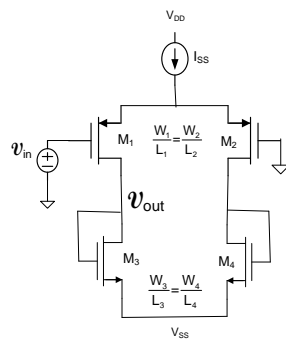 V_DD
I_SS
v_in
M_1
W_1/L_1 = W_2/L_2
M_2
v_out
M_3
W_3/L_3 = W_4/L_4
M_4
V_SS